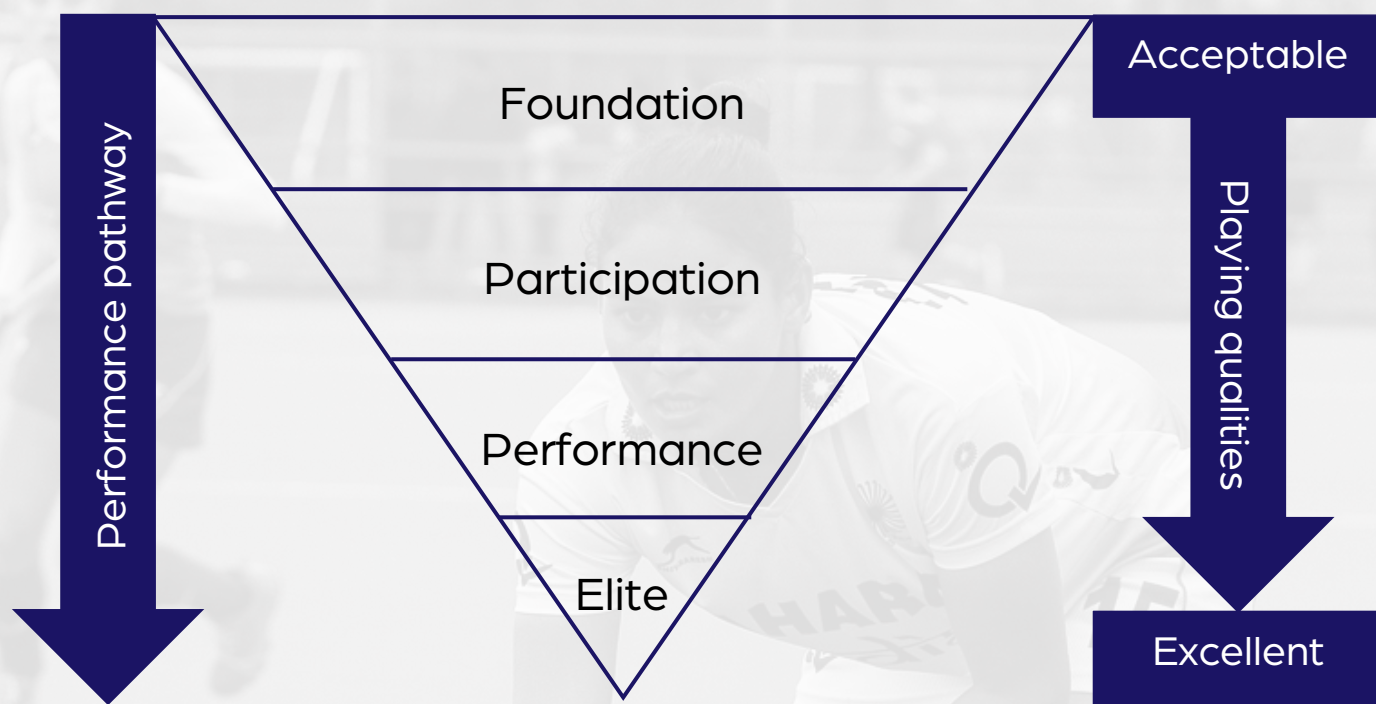 Performance pathway
Foundation
Participation
Performance
Elite
Acceptable
Playing qualities
Excellent